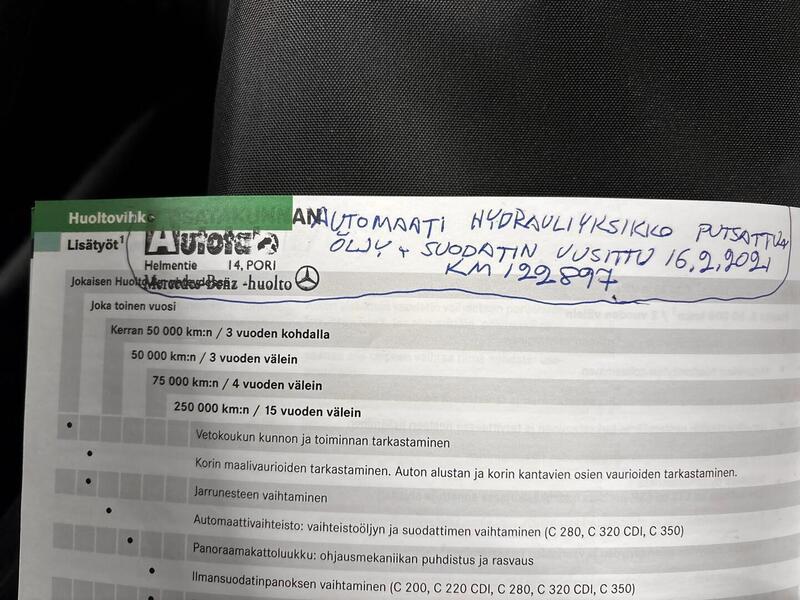 Huoltovihk
AUTOMAATI HYDRAULIYKSIKKÖ PUTSATTU
ÖLJY + SUODATIN UUSITTU 16.2.2021
KM 122897
Lisätyöt¹
Helmentie 14, PORI
Mercedes-Benz -huolto
Jokaisen
Joka toinen vuosi
Kerran 50 000 km:n / 3 vuoden kohdalla
50 000 km:n / 3 vuoden välein
75 000 km:n / 4 vuoden välein
250 000 km:n / 15 vuoden välein
Vetokoukun kunnon ja toiminnan tarkastaminen
Korin maalivaurioiden tarkastaminen. Auton alustan ja korin kantavien osien vaurioiden tarkastaminen.
Jarrunesteen vaihtaminen
Automaattivaihteisto: vaihteistoöljyn ja suodattimen vaihtaminen (C 280, C 320 CDI, C 350)
Panoraamakattoluukku: ohjausmekaniikan puhdistus ja rasvaus
Ilmansuodatinpanoksen vaihtaminen (C 200, C 220 CDI, C 280, C 320 CDI, C 350)